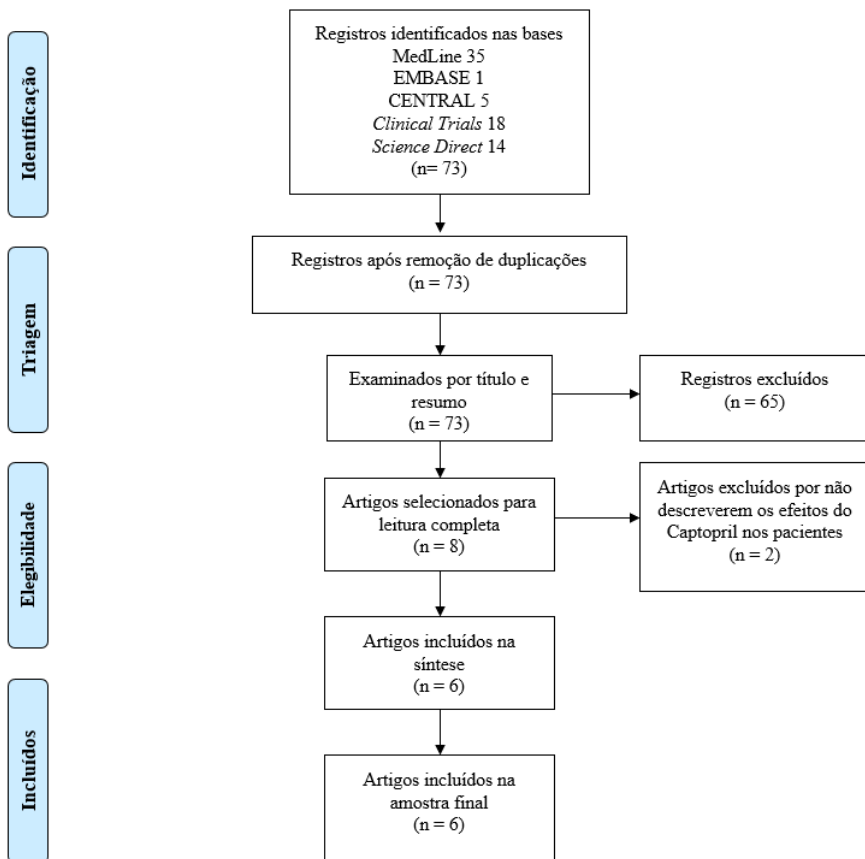 Identificação
Registros identificados nas bases
MedLine 35
EMBASE 1
CENTRAL 5
Clinical Trials 18
Science Direct 14
(n= 73)
Triagem
Registros após remoção de duplicações
(n = 73)
Examinados por título e
resumo
(n = 73)
Registros excluídos
(n = 65)
Elegibilidade
Artigos selecionados para
leitura completa
(n = 8)
Artigos excluídos por não
descreverem os efeitos do
Captopril nos pacientes
(n = 2)
Artigos incluídos na
síntese
(n = 6)
Incluídos
Artigos incluídos na
amostra final
(n = 6)